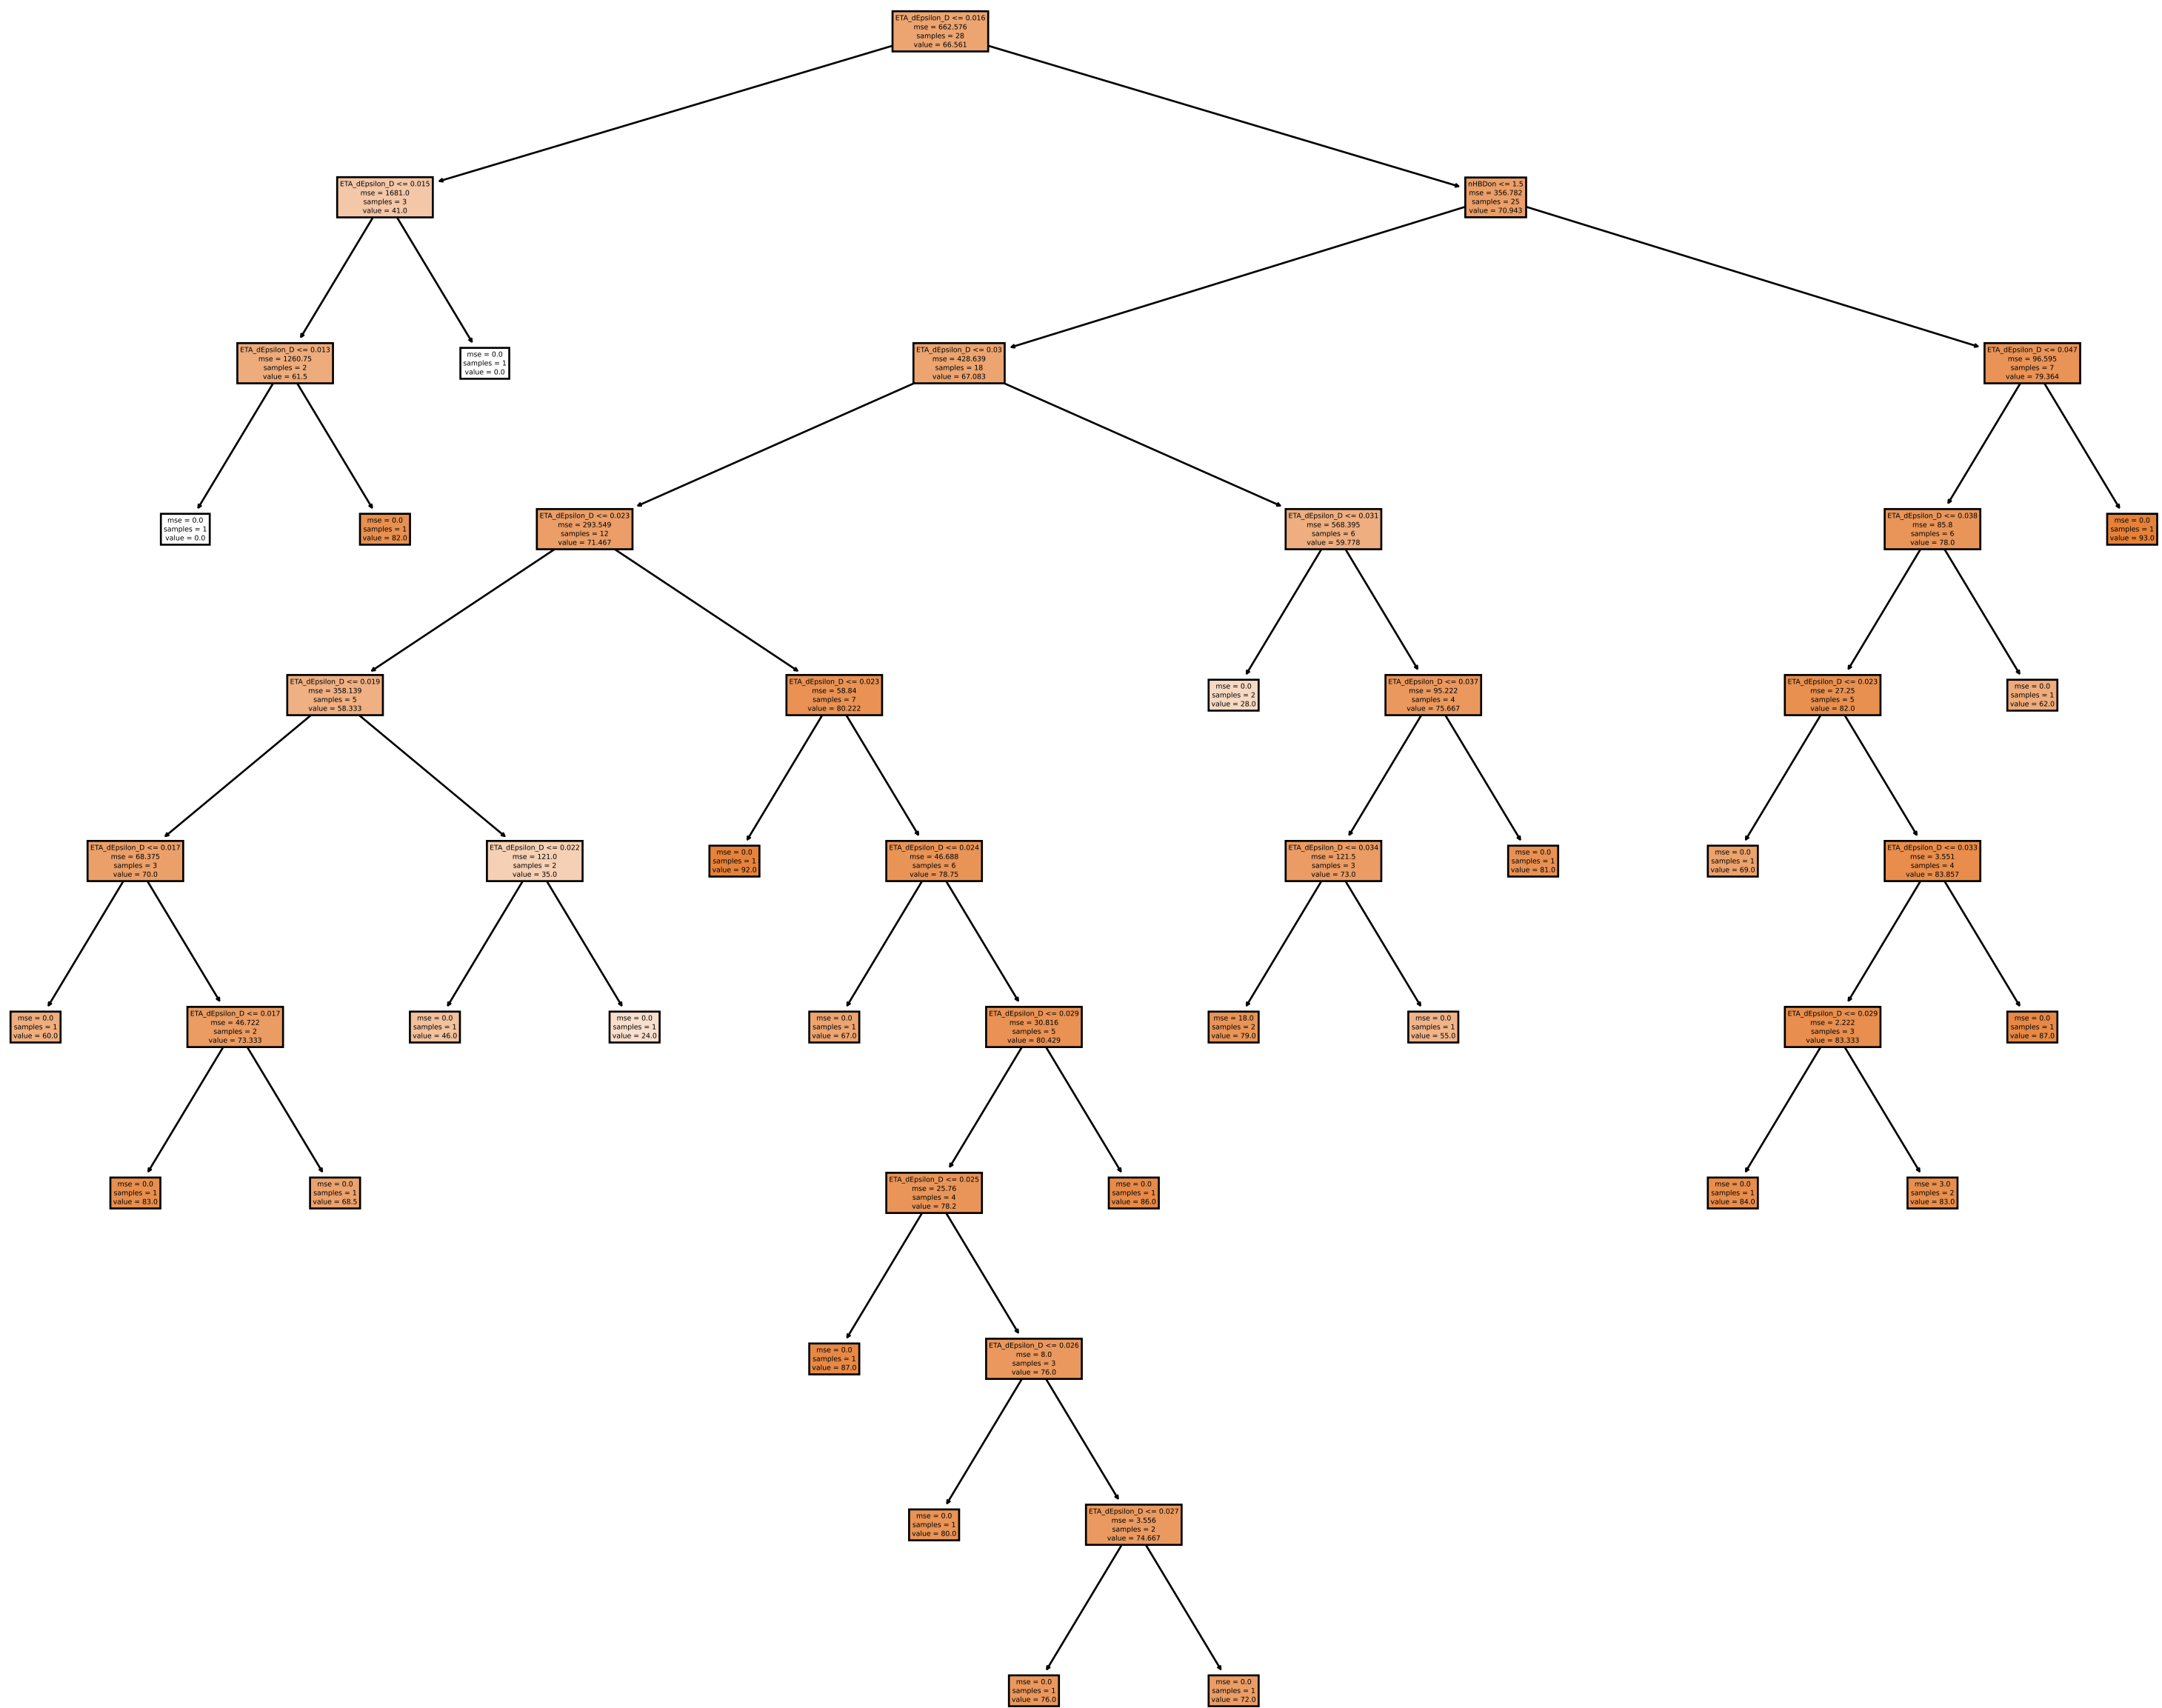 ETA_dEpsilon_D <= 0.016
mse = 662.576
samples = 28
value = 66.561
ETA_dEpsilon_D <= 0.015
mse = 1681.0
samples = 3
value = 41.0
nHBDon <= 1.5
mse = 356.782
samples = 25
value = 70.943
ETA_dEpsilon_D <= 0.013
mse = 1260.75
samples = 2
value = 61.5
mse = 0.0
samples = 1
value = 0.0
ETA_dEpsilon_D <= 0.03
mse = 428.639
samples = 18
value = 67.083
ETA_dEpsilon_D <= 0.047
mse = 96.595
samples = 7
value = 79.364
mse = 0.0
samples = 1
value = 0.0
mse = 0.0
samples = 1
value = 82.0
ETA_dEpsilon_D <= 0.023
mse = 293.549
samples = 12
value = 71.467
ETA_dEpsilon_D <= 0.031
mse = 568.395
samples = 6
value = 59.778
ETA_dEpsilon_D <= 0.038
mse = 85.8
samples = 6
value = 78.0
mse = 0.0
samples = 1
value = 93.0
ETA_dEpsilon_D <= 0.019
mse = 358.139
samples = 5
value = 58.333
ETA_dEpsilon_D <= 0.023
mse = 58.84
samples = 7
value = 80.222
mse = 0.0
samples = 2
value = 28.0
ETA_dEpsilon_D <= 0.037
mse = 95.222
samples = 4
value = 75.667
ETA_dEpsilon_D <= 0.023
mse = 27.25
samples = 5
value = 82.0
mse = 0.0
samples = 1
value = 62.0
ETA_dEpsilon_D <= 0.017
mse = 68.375
samples = 3
value = 70.0
ETA_dEpsilon_D <= 0.022
mse = 121.0
samples = 2
value = 35.0
mse = 0.0
samples = 1
value = 92.0
ETA_dEpsilon_D <= 0.024
mse = 46.688
samples = 6
value = 78.75
ETA_dEpsilon_D <= 0.034
mse = 121.5
samples = 3
value = 73.0
mse = 0.0
samples = 1
value = 81.0
mse = 0.0
samples = 1
value = 69.0
ETA_dEpsilon_D <= 0.033
mse = 3.551
samples = 4
value = 83.857
mse = 0.0
samples = 1
value = 60.0
ETA_dEpsilon_D <= 0.017
mse = 46.722
samples = 2
value = 73.333
mse = 0.0
samples = 1
value = 46.0
mse = 0.0
samples = 1
value = 24.0
mse = 0.0
samples = 1
value = 67.0
ETA_dEpsilon_D <= 0.029
mse = 30.816
samples = 5
value = 80.429
mse = 18.0
samples = 2
value = 79.0
mse = 0.0
samples = 1
value = 55.0
ETA_dEpsilon_D <= 0.029
mse = 2.222
samples = 3
value = 83.333
mse = 0.0
samples = 1
value = 87.0
mse = 0.0
samples = 1
value = 83.0
mse = 0.0
samples = 1
value = 68.5
ETA_dEpsilon_D <= 0.025
mse = 25.76
samples = 4
value = 78.2
mse = 0.0
samples = 1
value = 86.0
mse = 0.0
samples = 1
value = 84.0
mse = 3.0
samples = 2
value = 83.0
mse = 0.0
samples = 1
value = 87.0
ETA_dEpsilon_D <= 0.026
mse = 8.0
samples = 3
value = 76.0
mse = 0.0
samples = 1
value = 80.0
ETA_dEpsilon_D <= 0.027
mse = 3.556
samples = 2
value = 74.667
mse = 0.0
samples = 1
value = 76.0
mse = 0.0
samples = 1
value = 72.0